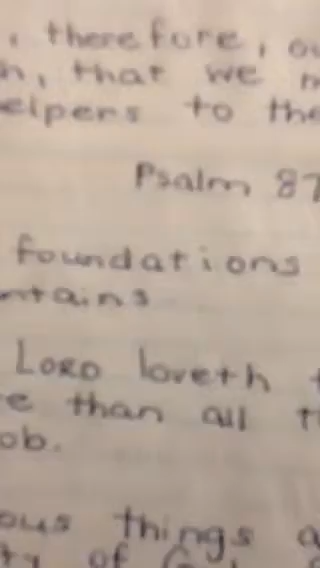 , therefore, ou
n, that we m
elpers to the
Psalm 87
foundations
ntains
LORD loveth t
e than all t
ob.
ous things a
ty of G